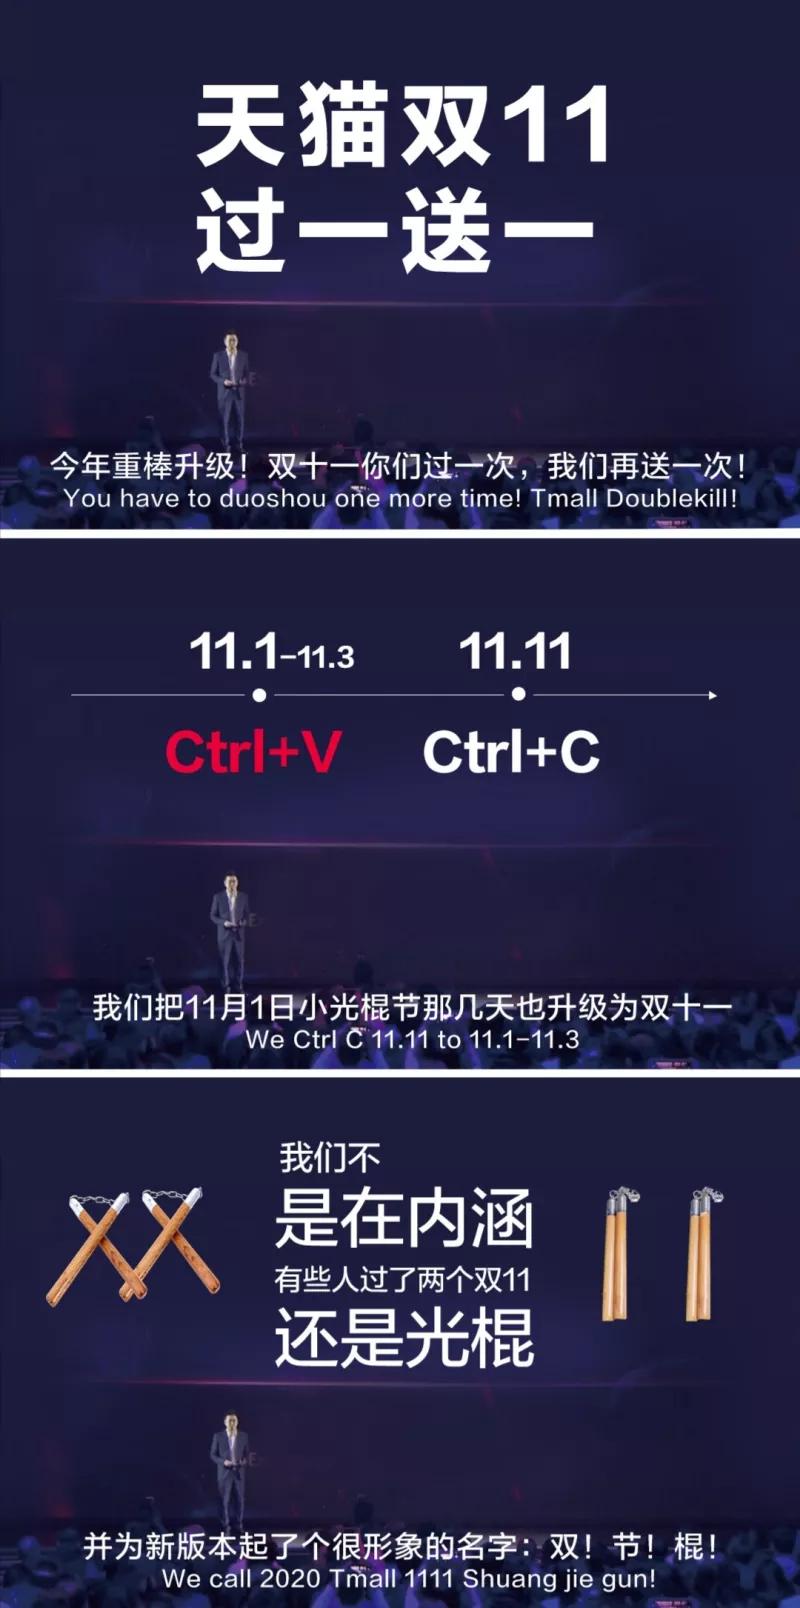 天猫双11
过一送一
今年重棒升级！双十一你们过一次，我们再送一次！
You have to duoshou one more time! Tmall Doublekill!
11.1-11.3 11.11
Ctrl+V Ctrl+C
我们把11月1日小光棍节那几天也升级为双十一
We Ctrl C 11.11 to 11.1-11.3
我们不
是在内涵
有些人过了两个双11
还是光棍
并为新版本起了个很形象的名字：双！节！棍！
We call 2020 Tmall 1111 Shuang jie gun!